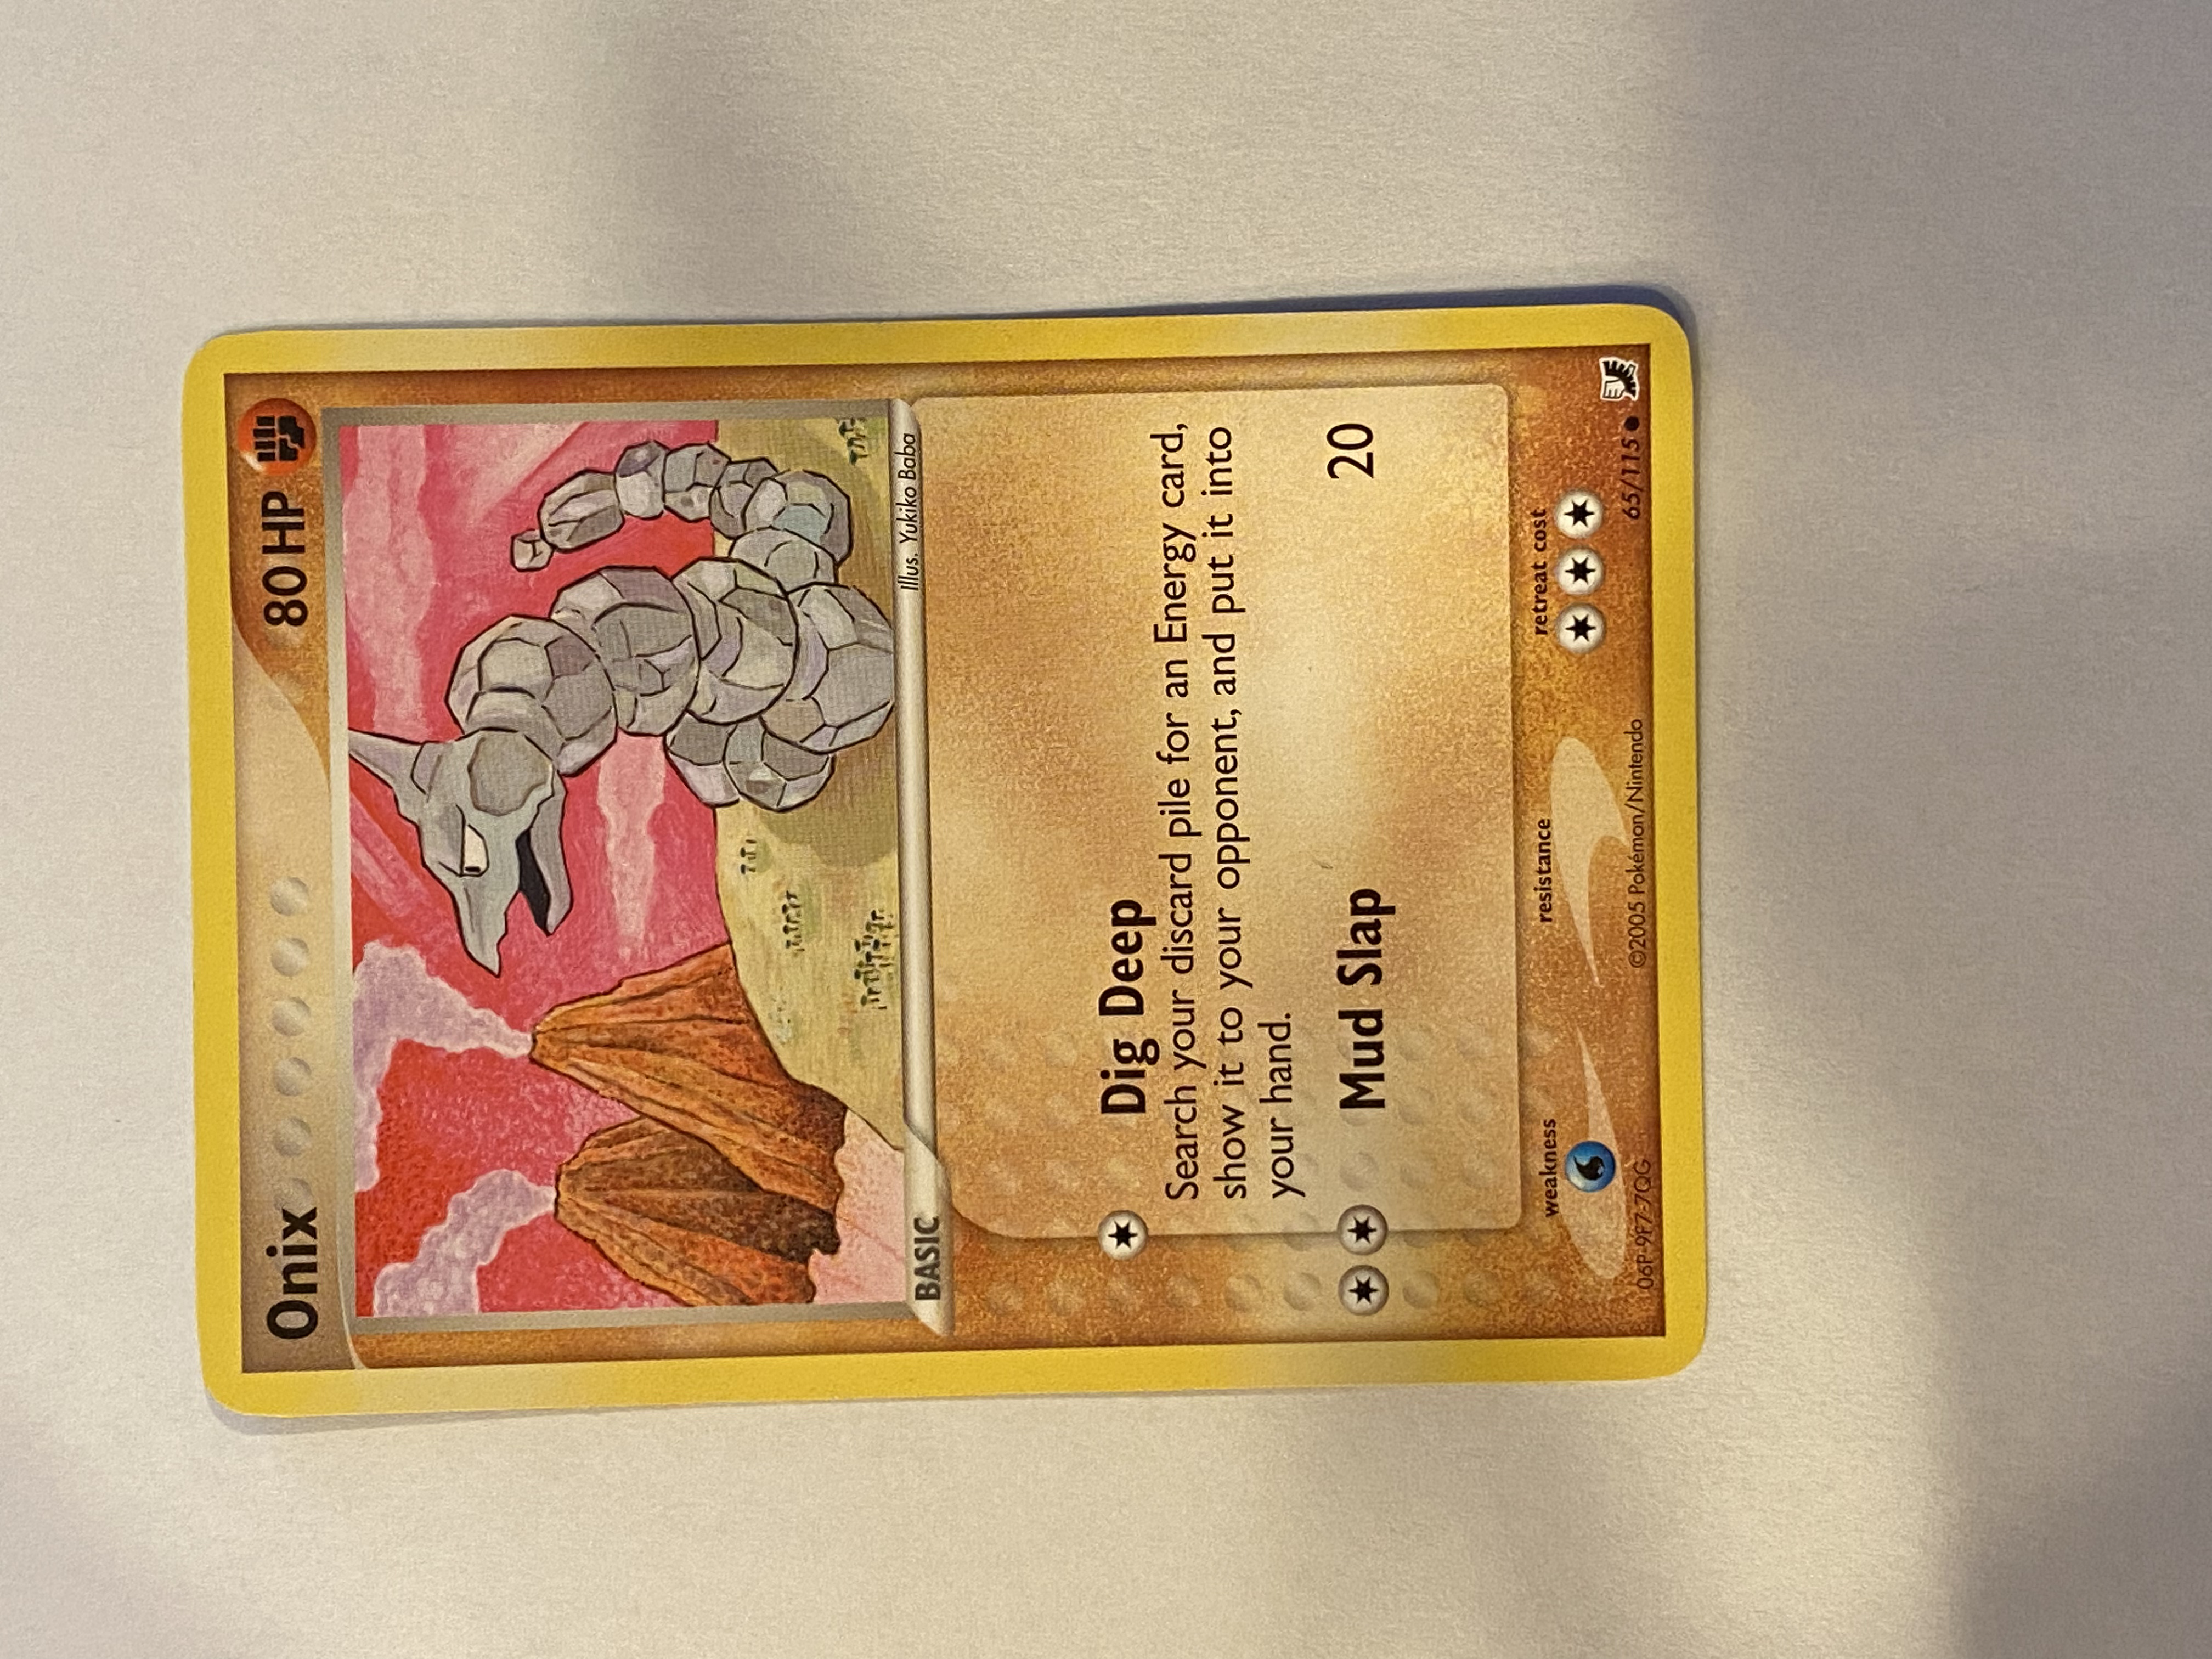 Onix
80 HP
BASIC
Illus. Yukiko Baba
Dig Deep
Search your discard pile for an Energy card,
show it to your opponent, and put it into
your hand.
Mud Slap 20
weakness
resistance
retreat cost
06P-9F7-7QG
©2005 Pokémon/Nintendo
65/115